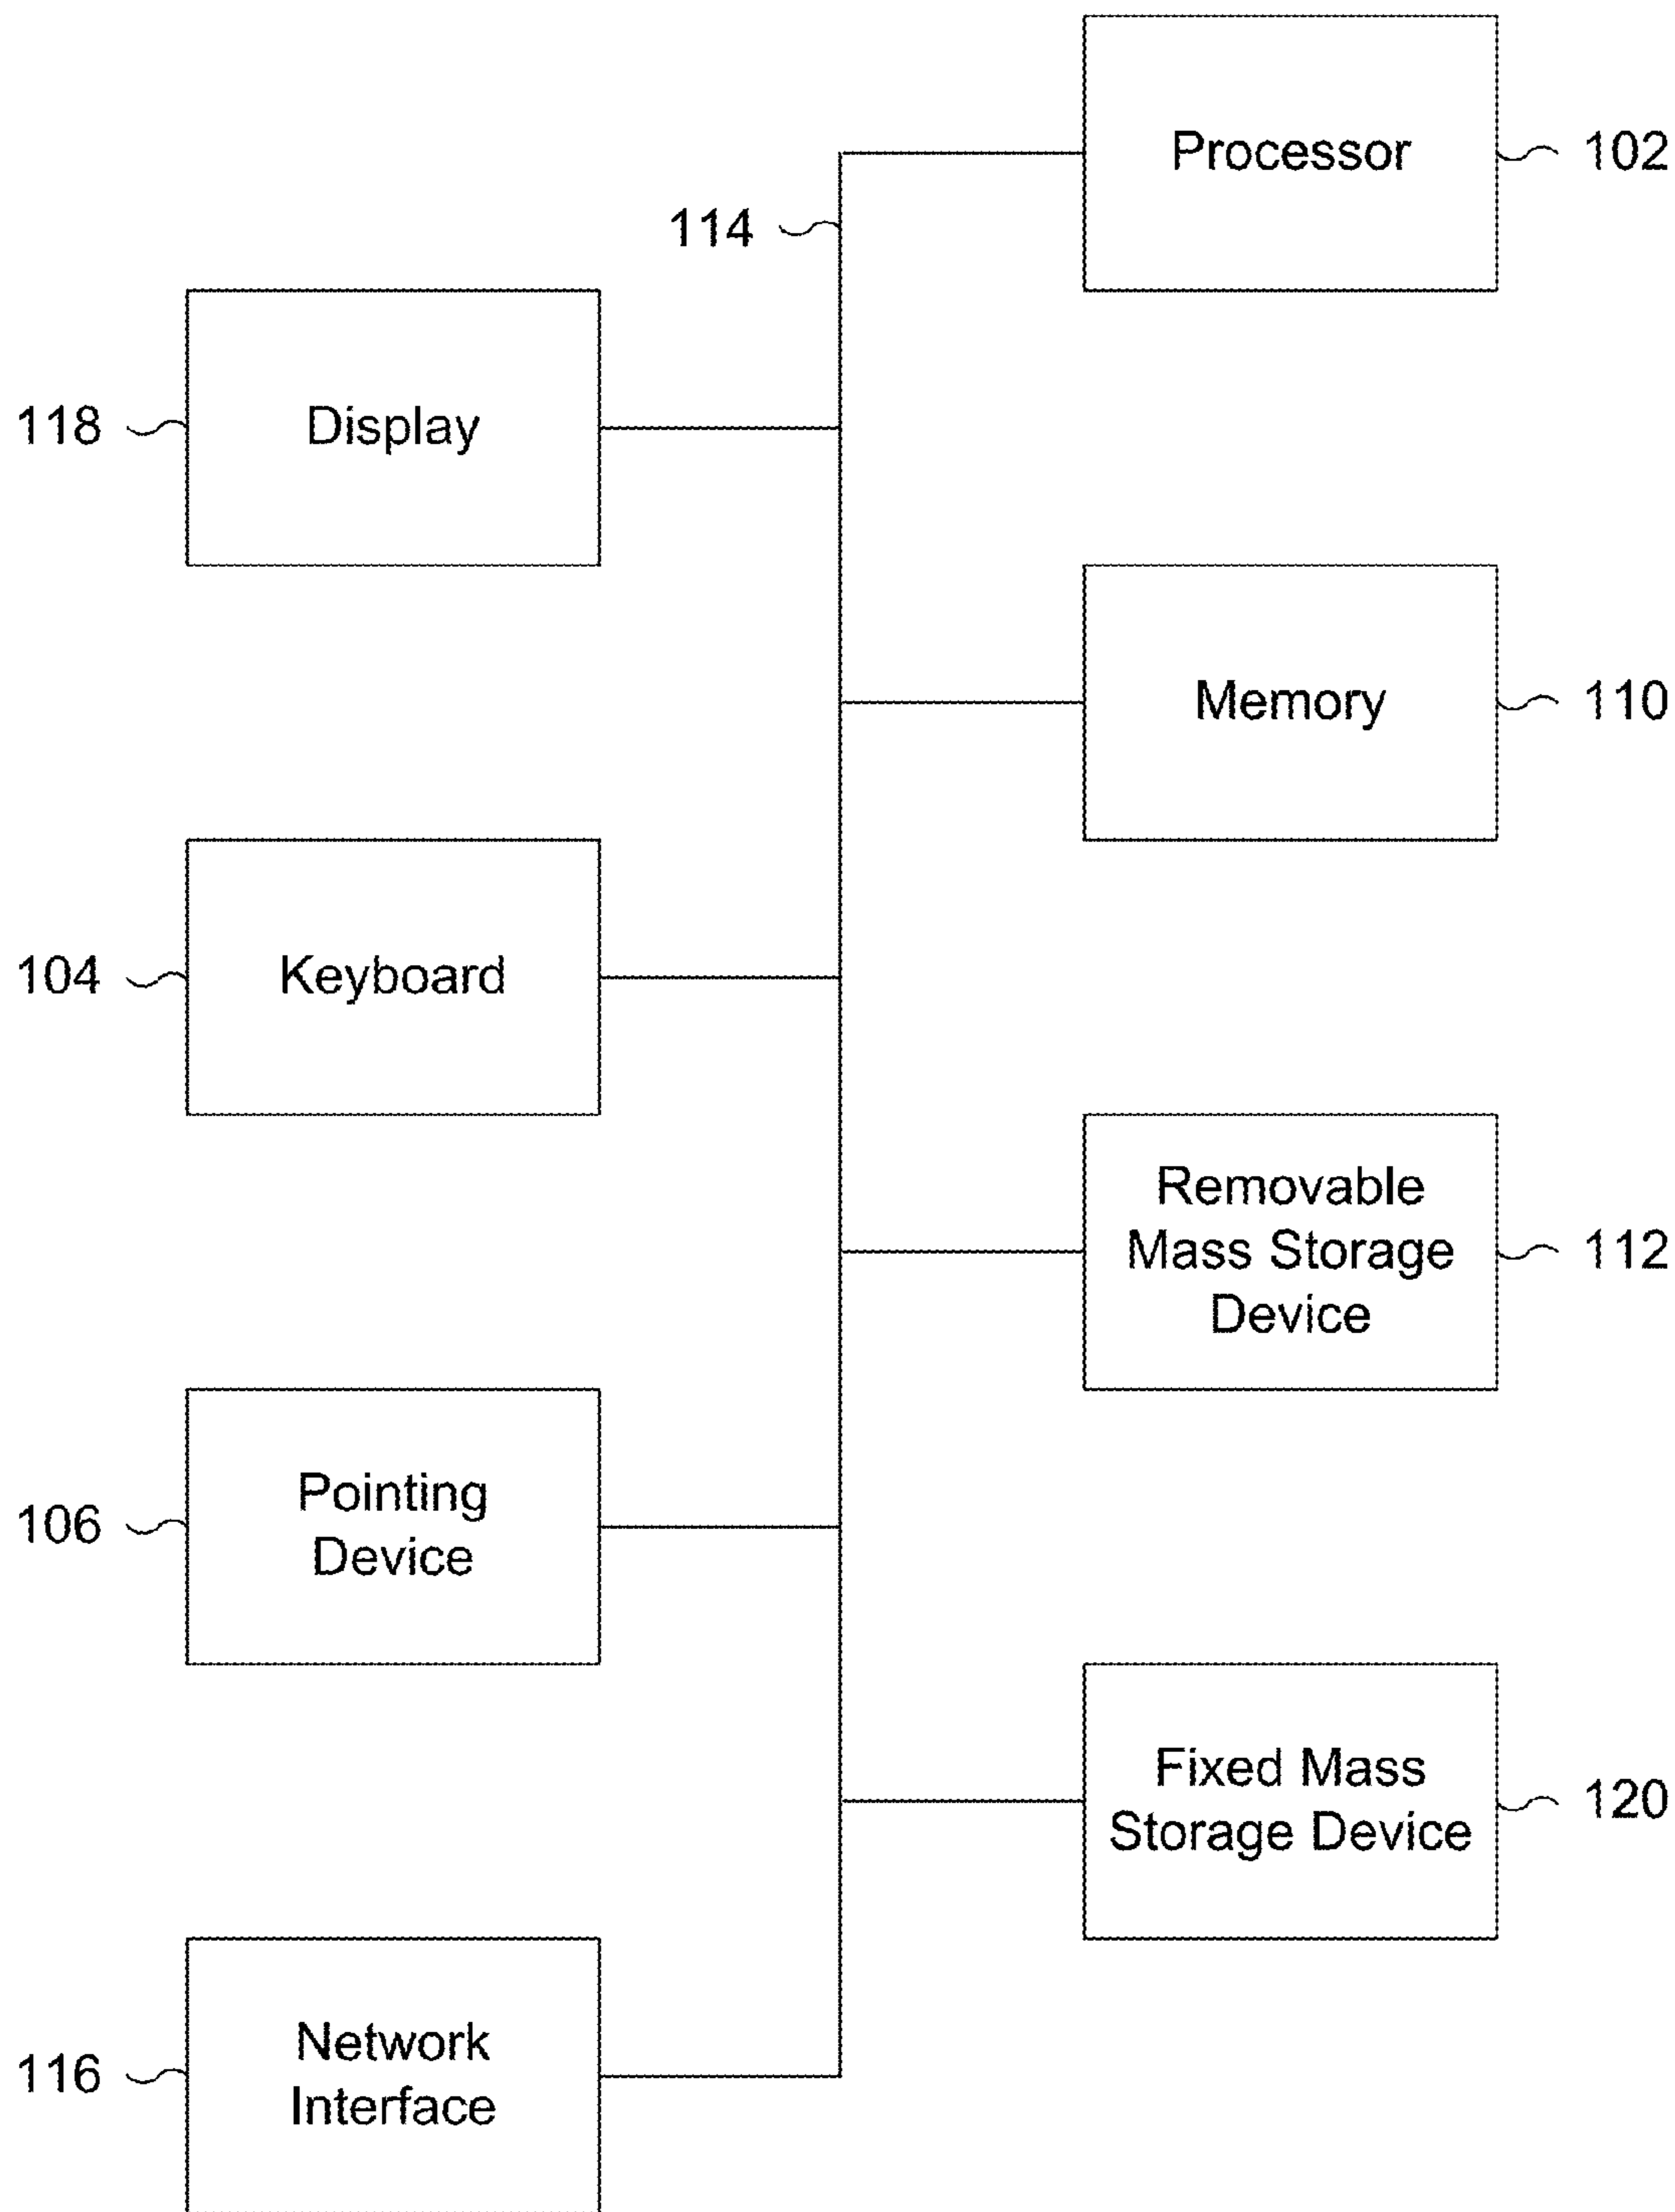 Processor
102
114
118
Display
Memory
110
104
Keyboard
Removable
Mass Storage
Device
112
106
Pointing
Device
Fixed Mass
Storage Device
120
116
Network
Interface